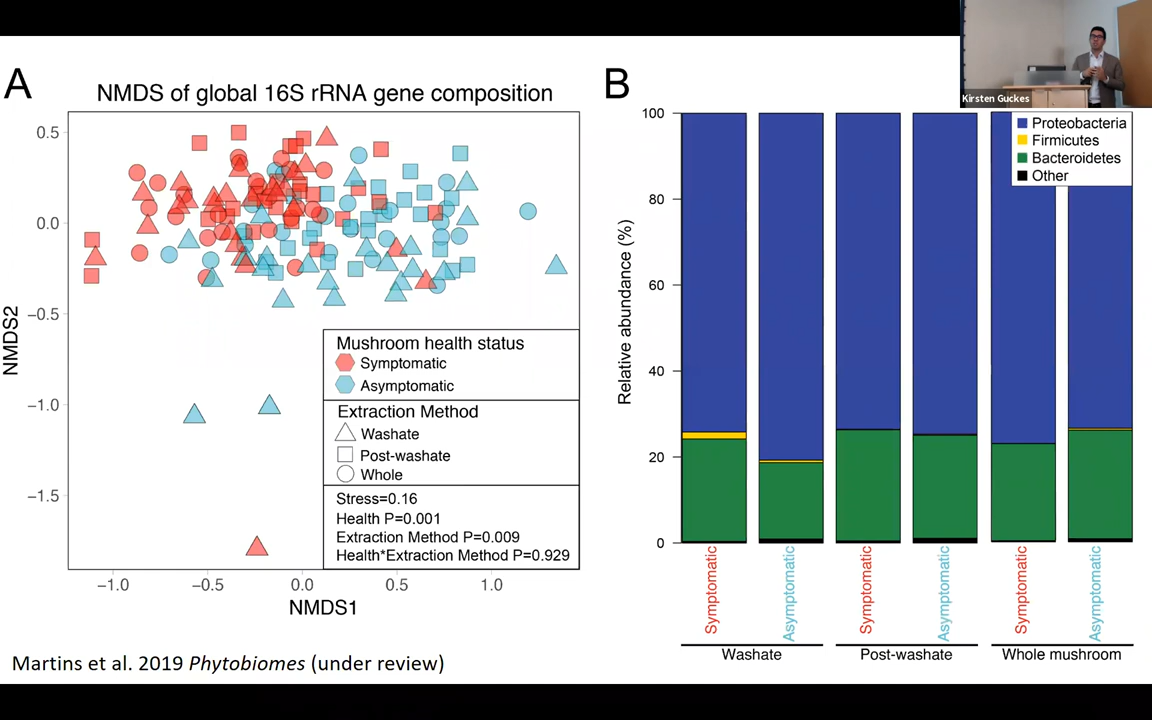 Kirsten Guckes
A
NMDS of global 16S rRNA gene composition
0.5
0.0
−0.5
−1.0
−1.5
NMDS2
−1.0
−0.5
0.0
0.5
1.0
NMDS1
Mushroom health status
Symptomatic
Asymptomatic
Extraction Method
Washate
Post-washate
Whole
Stress=0.16
Health P=0.001
Extraction Method P=0.009
Health*Extraction Method P=0.929
B
100
80
60
40
20
0
Relative abundance (%)
Proteobacteria
Firmicutes
Bacteroidetes
Other
Symptomatic
Asymptomatic
Symptomatic
Asymptomatic
Symptomatic
Asymptomatic
Washate
Post-washate
Whole mushroom
Martins et al. 2019 Phytobiomes (under review)